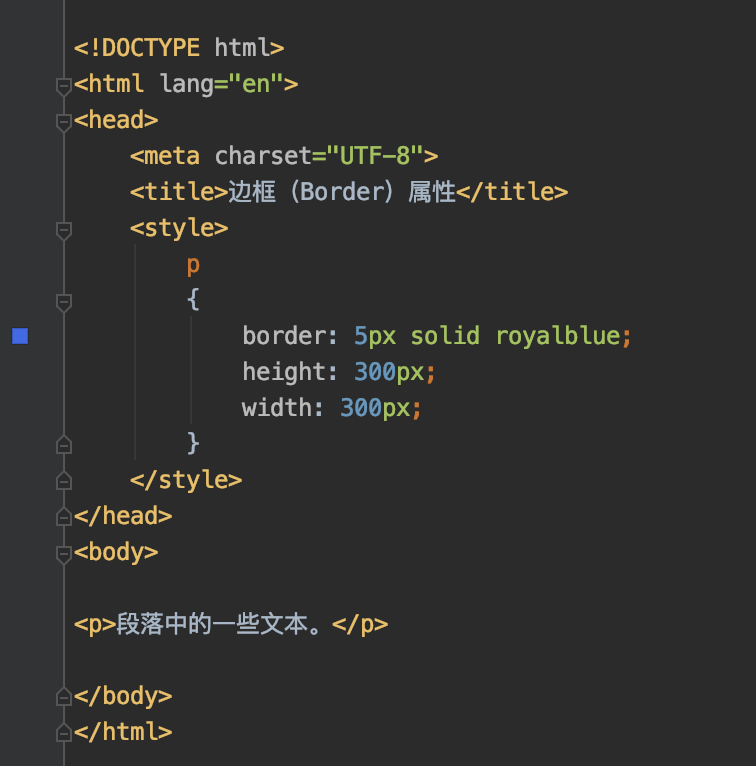 <!DOCTYPE html>
<html lang="en">
<head>
    <meta charset="UTF-8">
    <title>边框（Border）属性</title>
    <style>
        p
        {
            border: 5px solid royalblue;
            height: 300px;
            width: 300px;
        }
    </style>
</head>
<body>
<p>段落中的一些文本。</p>
</body>
</html>